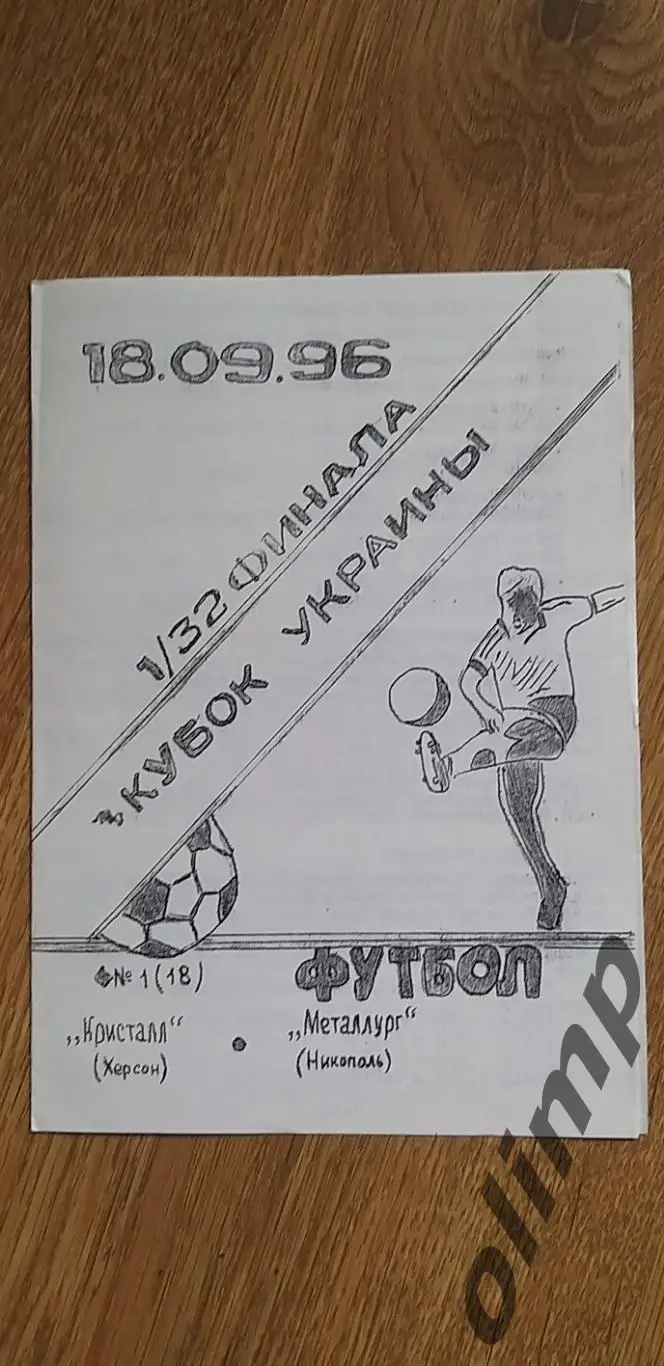 18.09.96
1/32 ФИНАЛА
КУБОК УКРАИНЫ
№ 1 (18)
ФУТБОЛ
„Кристалл“
(Херсон)
„Металлург“
(Никополь)
olimp